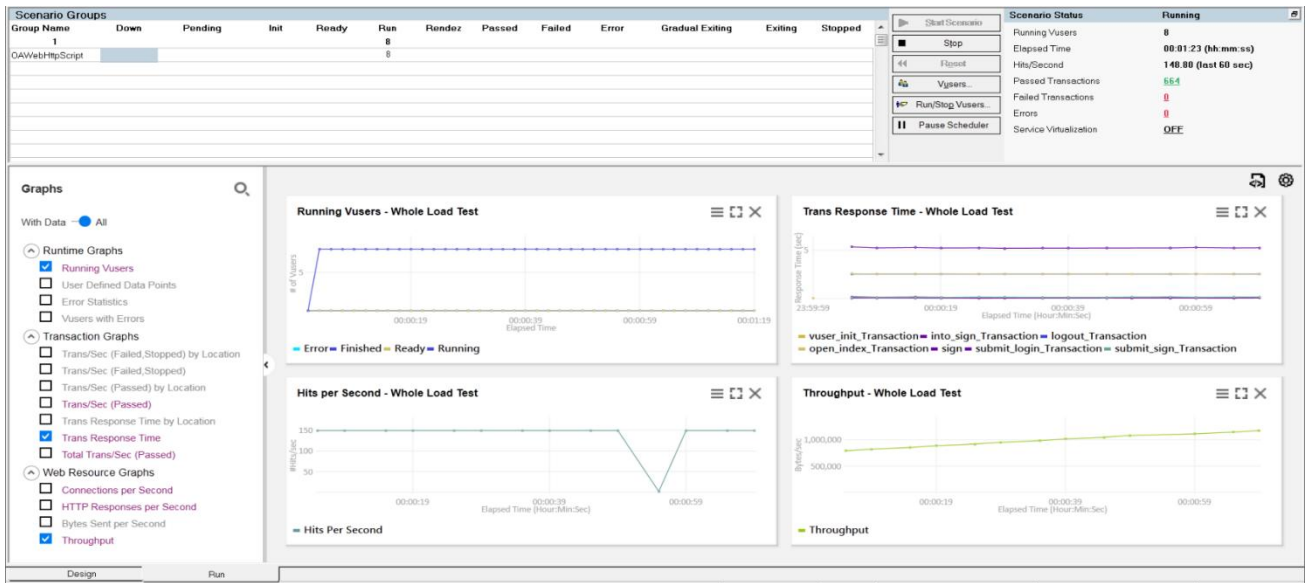 Scenario Groups
Group Name Down Pending Init Ready Run Rendez Passed Failed Error Gradual Exiting Exiting Stopped
1 8
OAWebHttpScript 8
Start Scenario
Stop
Reset
Vusers...
Run/Stop Vusers...
Pause Scheduler
Scenario Status Running
Running Vusers 8
Elapsed Time 00:01:23 (hh:mm:ss)
Hits/Second 148.80 (last 60 sec)
Passed Transactions 664
Failed Transactions 0
Errors 0
Service Virtualization OFF
Graphs
With Data All
Runtime Graphs
Running Vusers
User Defined Data Points
Error Statistics
Vusers with Errors
Transaction Graphs
Trans/Sec (Failed,Stopped) by Location
Trans/Sec (Failed,Stopped)
Trans/Sec (Passed) by Location
Trans/Sec (Passed)
Trans Response Time by Location
Trans Response Time
Total Trans/Sec (Passed)
Web Resource Graphs
Connections per Second
HTTP Responses per Second
Bytes Sent per Second
Throughput
Running Vusers - Whole Load Test
# of Vusers
5
00:00:19 00:00:39 00:00:59 00:01:19
Elapsed Time
Error Finished Ready Running
Trans Response Time - Whole Load Test
Response Time (sec)
5
23:59:59 00:00:19 00:00:39 00:00:59
Elapsed Time (Hour:Min:Sec)
vuser_init_Transaction into_sign_Transaction logout_Transaction
open_index_Transaction sign submit_login_Transaction submit_sign_Transaction
Hits per Second - Whole Load Test
#Hits/sec
150
100
50
00:00:19 00:00:39 00:00:59
Elapsed Time (Hour:Min:Sec)
Hits Per Second
Throughput - Whole Load Test
Bytes/sec
1,000,000
500,000
00:00:19 00:00:39 00:00:59
Elapsed Time (Hour:Min:Sec)
Throughput
Design Run